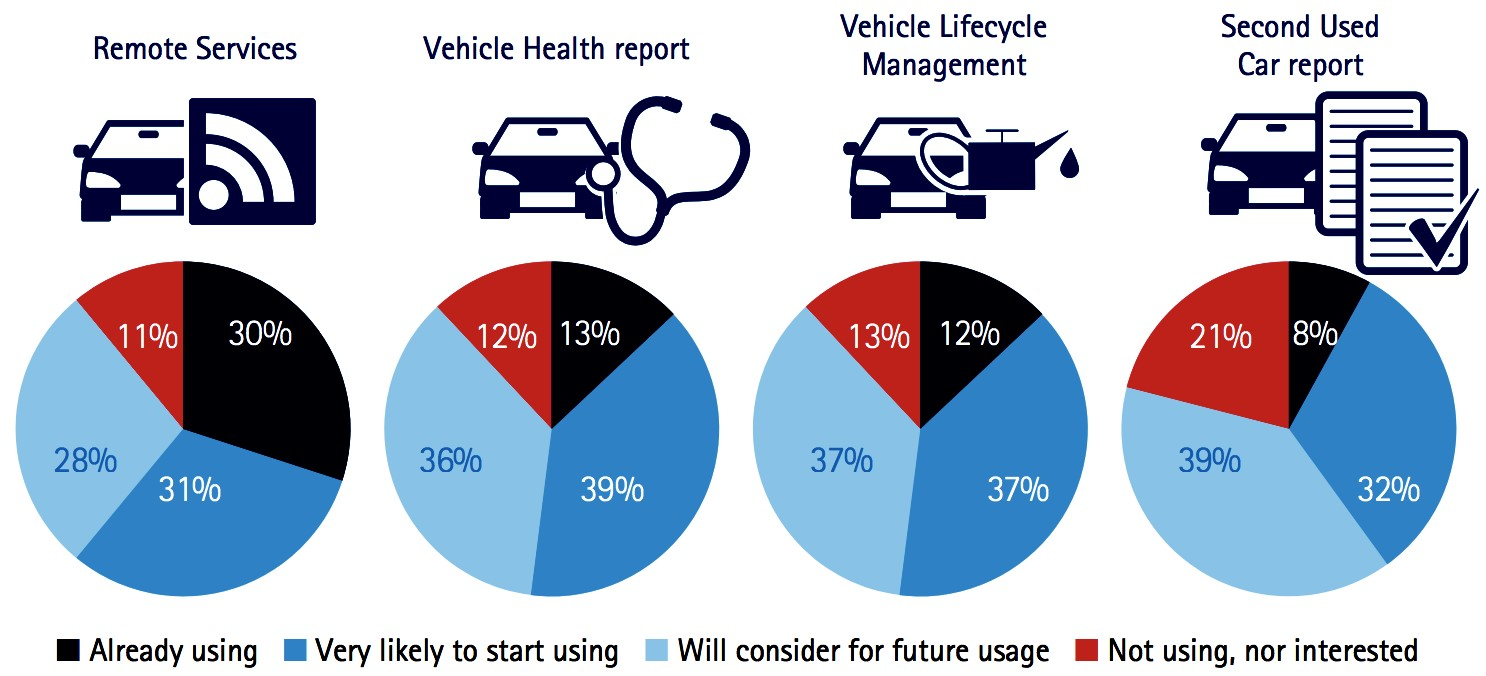 Remote Services
Vehicle Health report
Vehicle Lifecycle
Management
Second Used
Car report
11%
30%
28%
31%
12%
13%
36%
39%
13%
12%
37%
37%
21%
8%
39%
32%
Already using
Very likely to start using
Will consider for future usage
Not using, nor interested